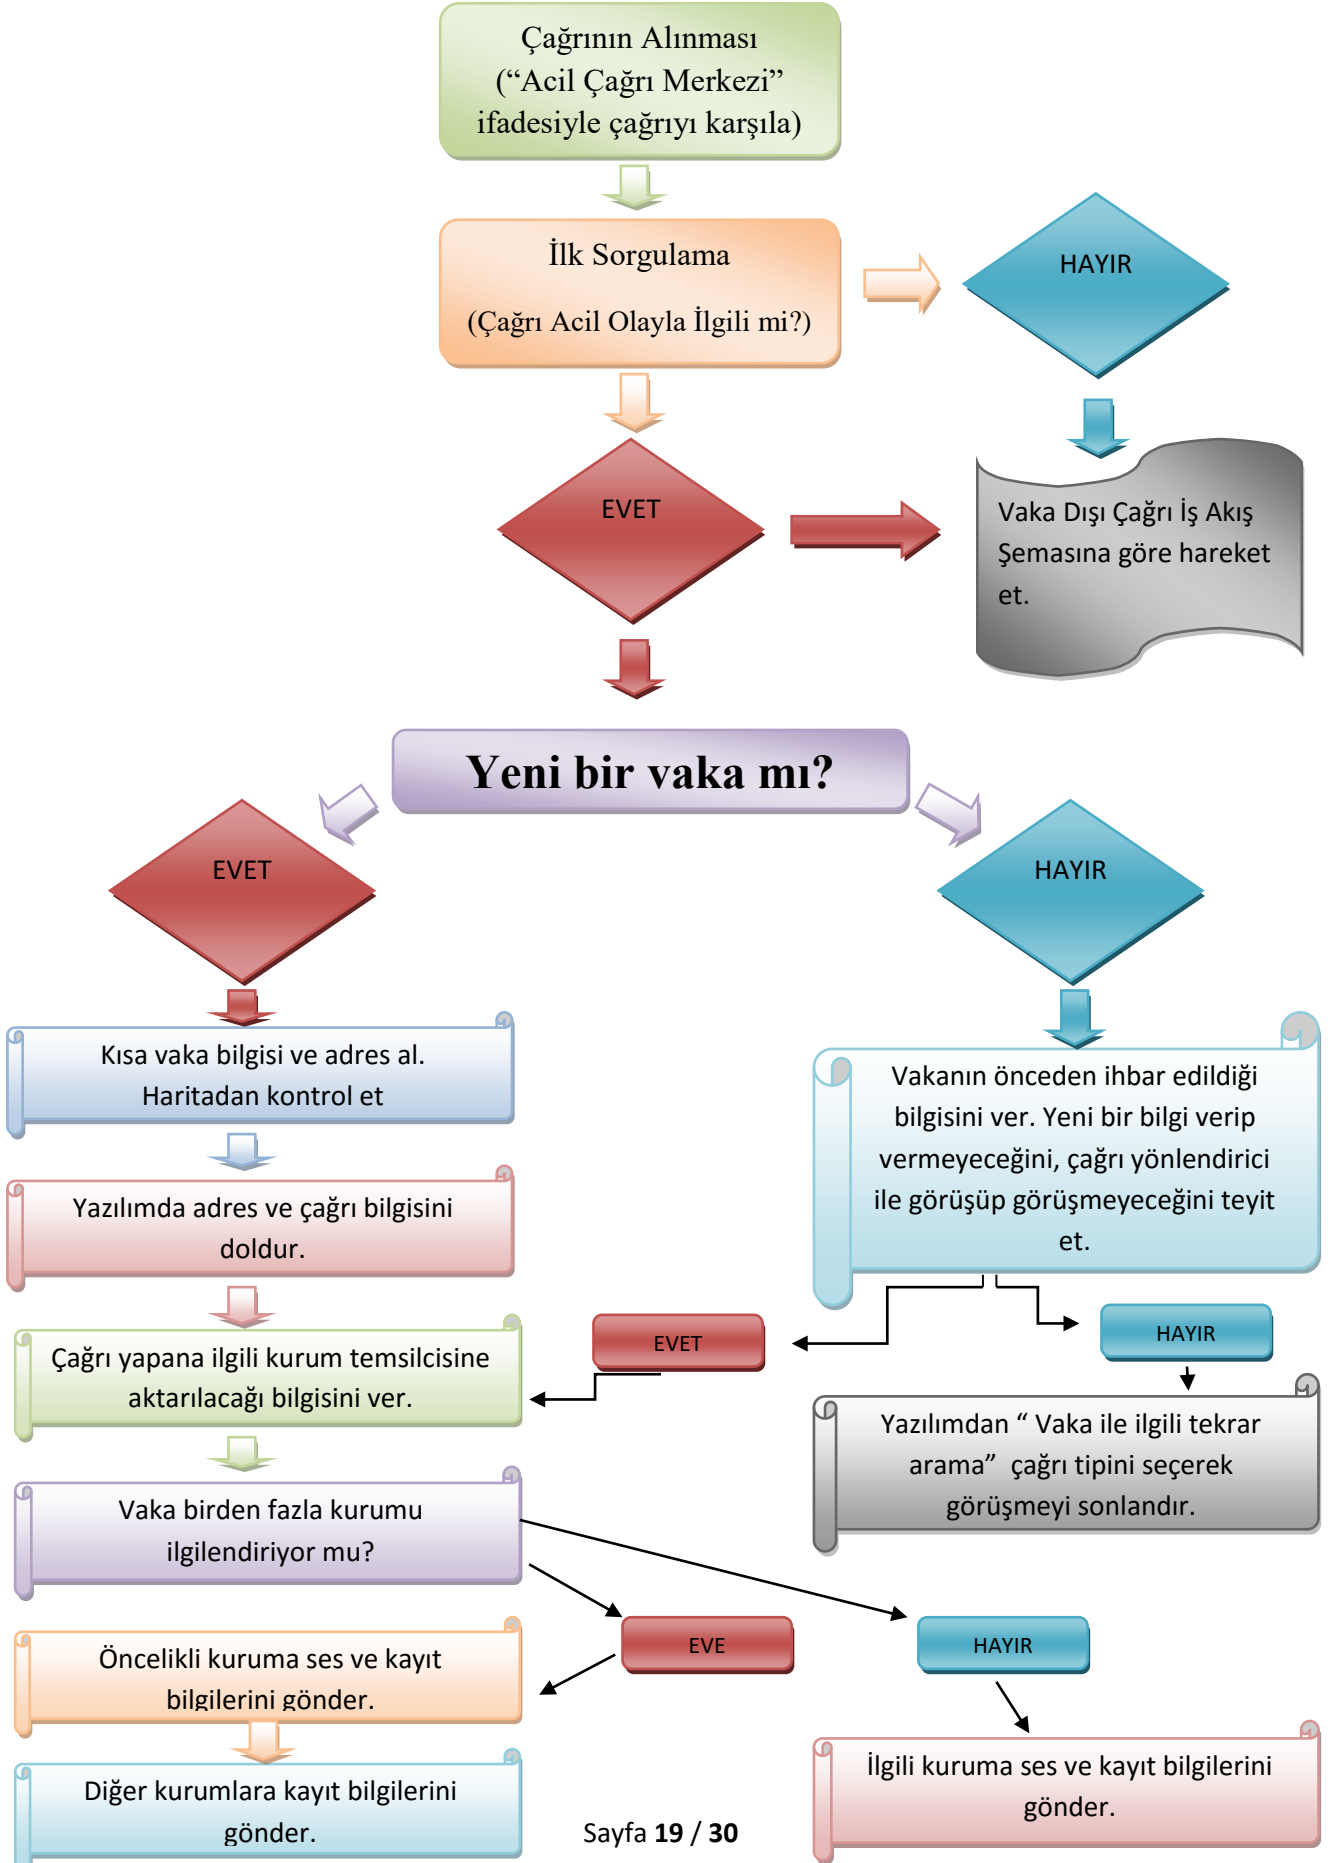 Çağrının Alınması
(“Acil Çağrı Merkezi”
ifadesiyle çağrıyı karşıla)
İlk Sorgulama
(Çağrı Acil Olayla İlgili mi?)
HAYIR
EVET
Vaka Dışı Çağrı İş Akış
Şemasına göre hareket
et.
Yeni bir vaka mı?
EVET
HAYIR
Kısa vaka bilgisi ve adres al.
Haritadan kontrol et
Vakanın önceden ihbar edildiği
bilgisini ver. Yeni bir bilgi verip
vermeyeceğini, çağrı yönlendirici
ile görüşüp görüşmeyeceğini teyit
et.
Yazılımda adres ve çağrı bilgisini
doldur.
EVET
HAYIR
Çağrı yapana ilgili kurum temsilcisine
aktarılacağı bilgisini ver.
Yazılımdan “ Vaka ile ilgili tekrar
arama”  çağrı tipini seçerek
görüşmeyi sonlandır.
Vaka birden fazla kurumu
ilgilendiriyor mu?
EVE
HAYIR
Öncelikli kuruma ses ve kayıt
bilgilerini gönder.
Diğer kurumlara kayıt bilgilerini
gönder.
İlgili kuruma ses ve kayıt bilgilerini
gönder.
Sayfa 19 / 30